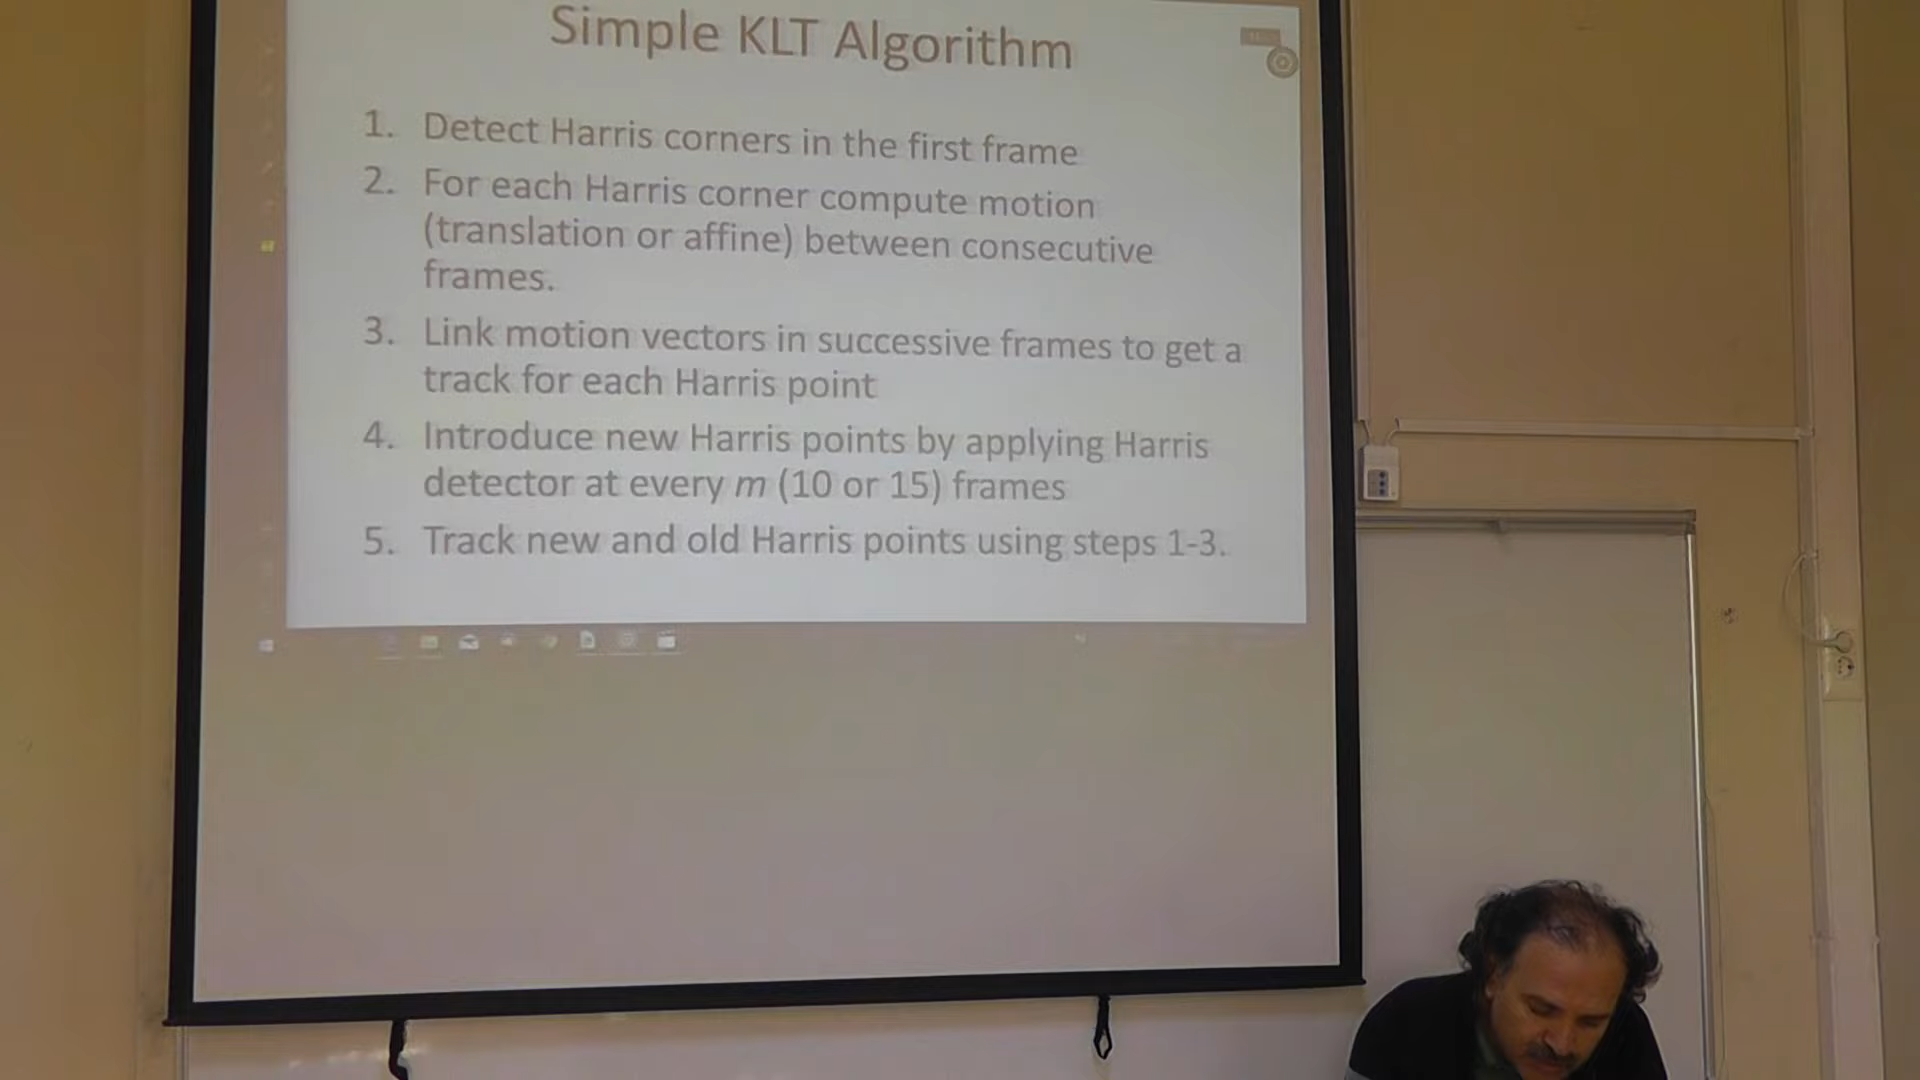 Simple KLT Algorithm
1. Detect Harris corners in the first frame
2. For each Harris corner compute motion
(translation or affine) between consecutive
frames.
3. Link motion vectors in successive frames to get a
track for each Harris point
4. Introduce new Harris points by applying Harris
detector at every m (10 or 15) frames
5. Track new and old Harris points using steps 1-3.